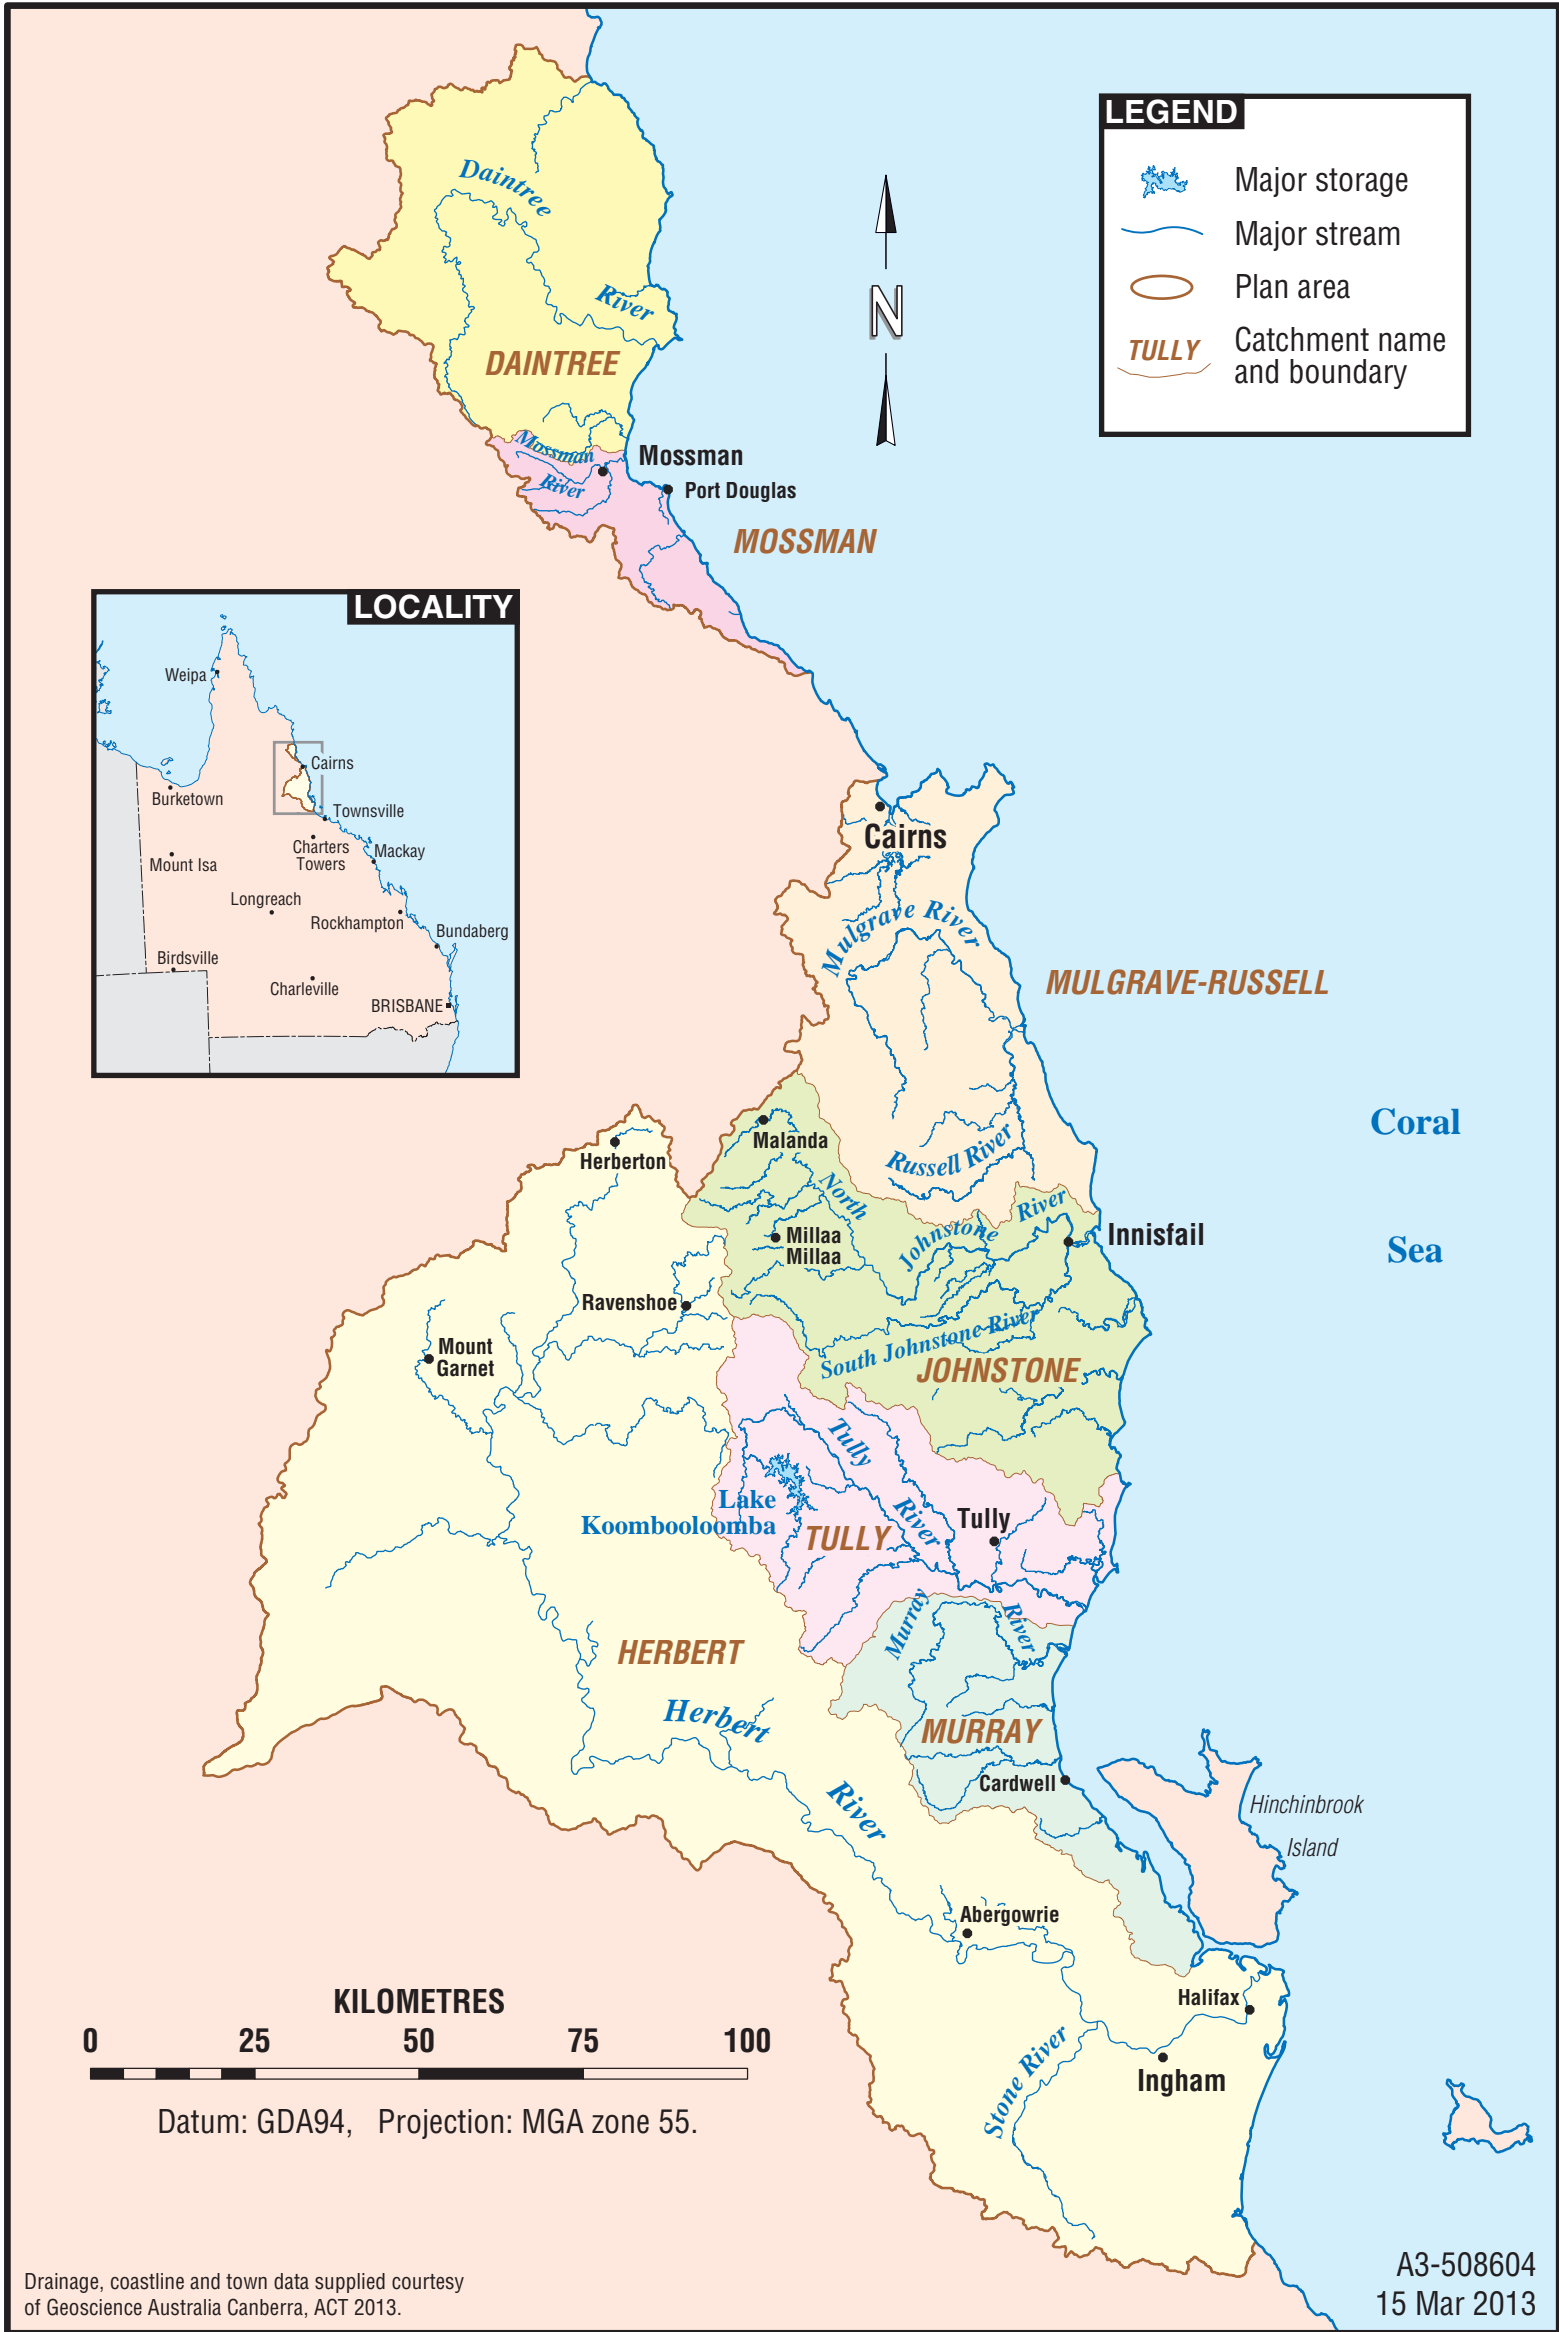 LEGEND
Major storage
Major stream
Plan area
TULLY
Catchment name
and boundary
Daintree
River
DAINTREE
N
Mossman
River
Mossman
Port Douglas
MOSSMAN
LOCALITY
Weipa
Cairns
Burketown
Townsville
Charters
Towers
Mackay
Mount Isa
Longreach
Rockhampton
Bundaberg
Birdsville
Charleville
BRISBANE
Cairns
Mulgrave River
MULGRAVE-RUSSELL
Coral
Sea
Malanda
Herberton
Russell River
North
Johnstone
River
Innisfail
Millaa
Millaa
Ravenshoe
South Johnstone River
JOHNSTONE
Mount
Garnet
Tully
River
Lake
Koombooloomba
TULLY
Tully
Murray
River
HERBERT
Herbert
River
MURRAY
Cardwell
Hinchinbrook
Island
Abergowrie
Halifax
Stone River
Ingham
KILOMETRES
0 25 50 75 100
Datum: GDA94, Projection: MGA zone 55.
Drainage, coastline and town data supplied courtesy
of Geoscience Australia Canberra, ACT 2013.
A3-508604
15 Mar 2013